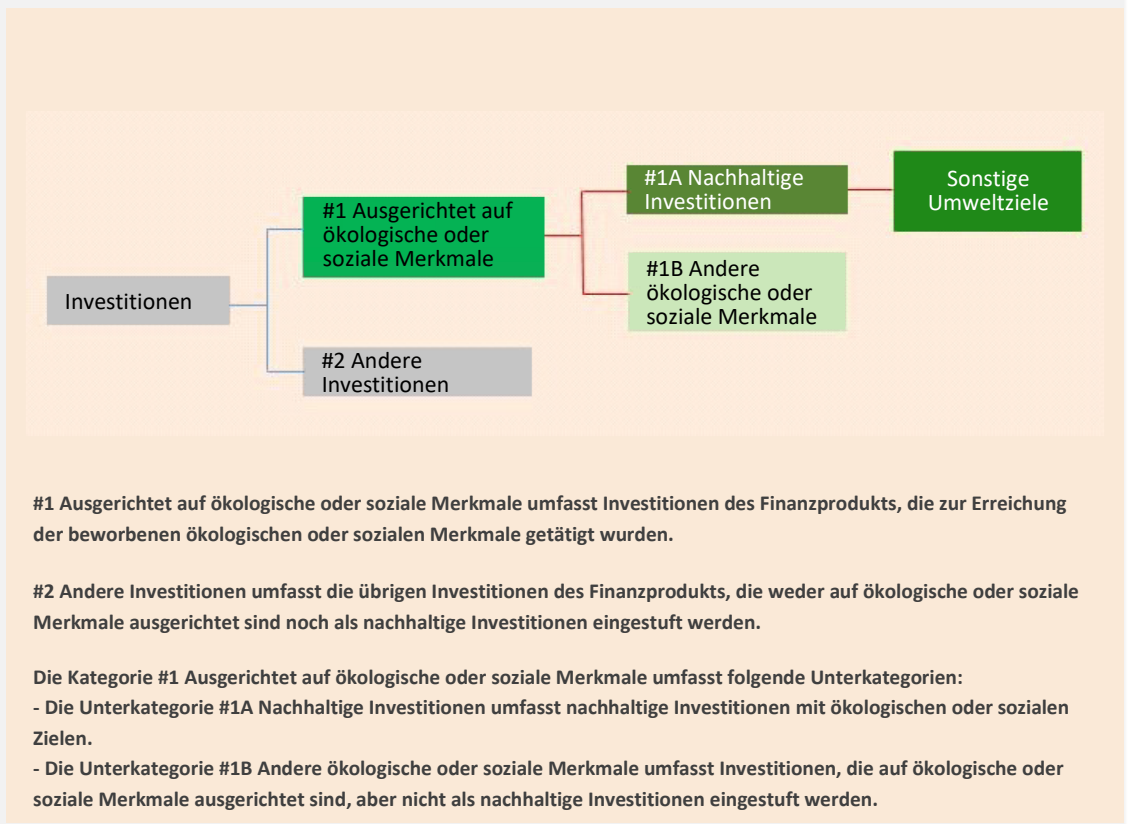 Investitionen
#1 Ausgerichtet auf
ökologische oder
soziale Merkmale
#2 Andere
Investitionen
#1A Nachhaltige
Investitionen
#1B Andere
ökologische oder
soziale Merkmale
Sonstige
Umweltziele
#1 Ausgerichtet auf ökologische oder soziale Merkmale umfasst Investitionen des Finanzprodukts, die zur Erreichung
der beworbenen ökologischen oder sozialen Merkmale getätigt wurden.
#2 Andere Investitionen umfasst die übrigen Investitionen des Finanzprodukts, die weder auf ökologische oder soziale
Merkmale ausgerichtet sind noch als nachhaltige Investitionen eingestuft werden.
Die Kategorie #1 Ausgerichtet auf ökologische oder soziale Merkmale umfasst folgende Unterkategorien:
- Die Unterkategorie #1A Nachhaltige Investitionen umfasst nachhaltige Investitionen mit ökologischen oder sozialen
Zielen.
- Die Unterkategorie #1B Andere ökologische oder soziale Merkmale umfasst Investitionen, die auf ökologische oder
soziale Merkmale ausgerichtet sind, aber nicht als nachhaltige Investitionen eingestuft werden.